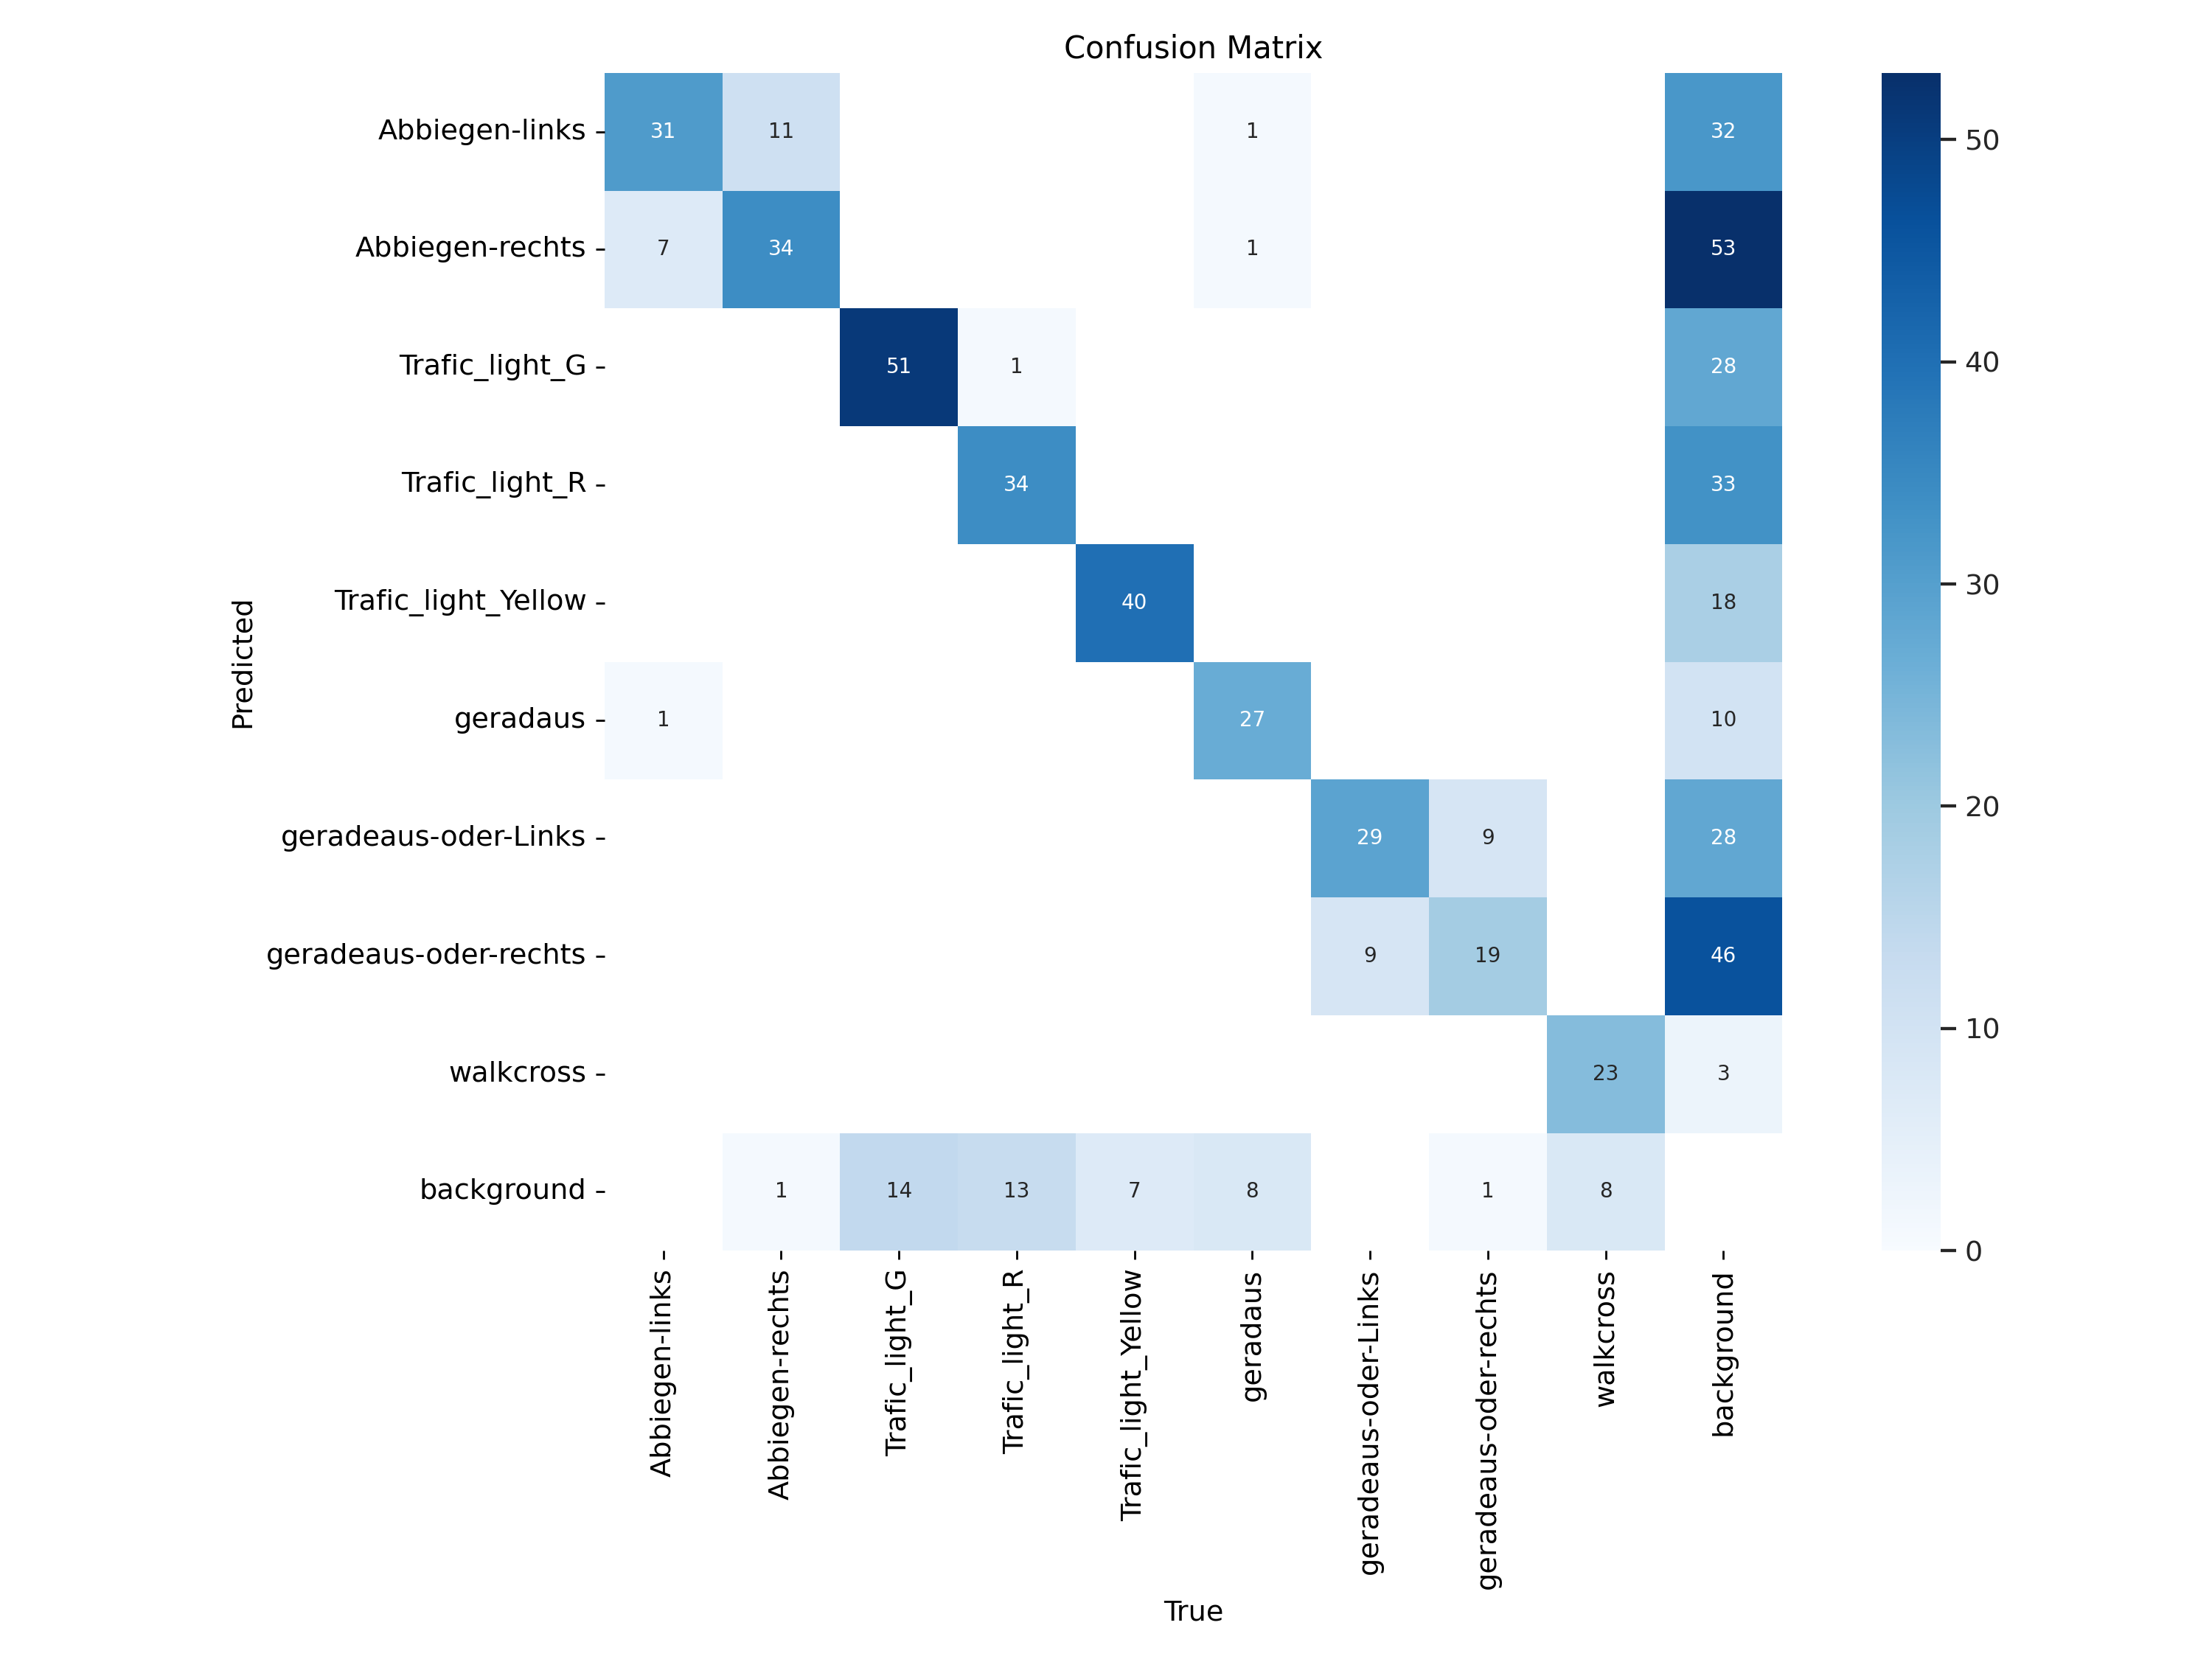 Confusion Matrix
Abbiegen-links 31 11 1 32
Abbiegen-rechts 7 34 1 53
Trafic_light_G 51 1 28
Trafic_light_R 34 33
Trafic_light_Yellow 40 18
geradaus 1 27 10
geradeaus-oder-Links 29 9 28
geradeaus-oder-rechts 9 19 46
walkcross 23 3
background 1 14 13 7 8 1 8
Predicted
Abbiegen-links
Abbiegen-rechts
Trafic_light_G
Trafic_light_R
Trafic_light_Yellow
geradaus
geradeaus-oder-Links
geradeaus-oder-rechts
walkcross
background
True
50
40
30
20
10
0